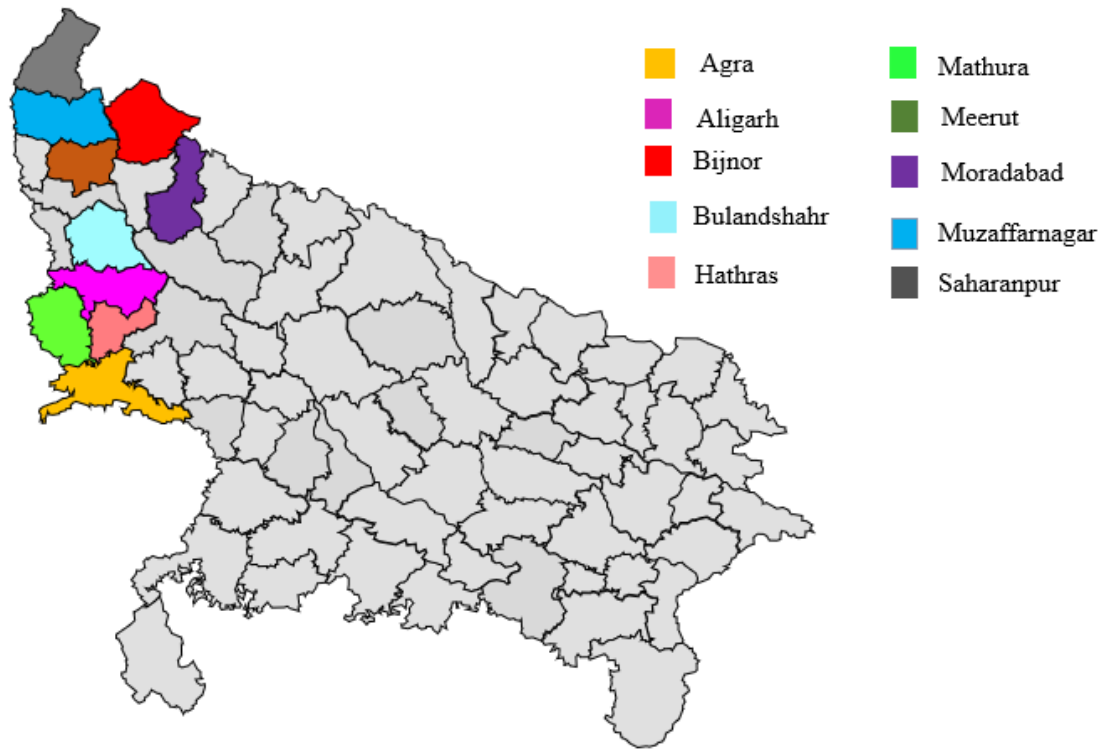 Agra
Aligarh
Bijnor
Bulandshahr
Hathras
Mathura
Meerut
Moradabad
Muzaffarnagar
Saharanpur